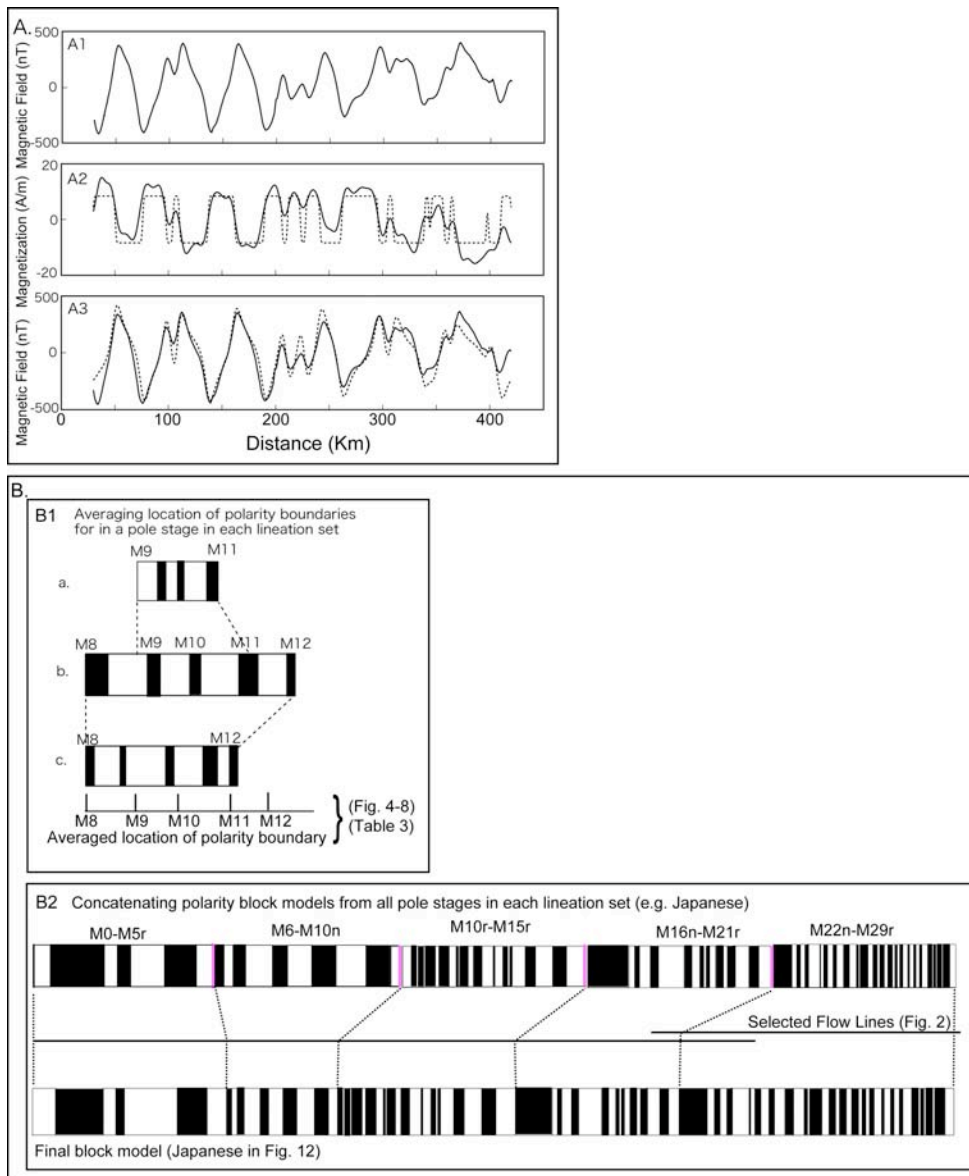 A.
A1
Magnetic Field (nT)
500
0
-500
A2
Magnetization (A/m)
20
0
-20
A3
Magnetic Field (nT)
500
0
-500
0 100 200 300 400
Distance (Km)
B.
B1 Averaging location of polarity boundaries
for in a pole stage in each lineation set
M9 M11
a.
M8 M9 M10 M11 M12
b.
M8 M12
c.
M8 M9 M10 M11 M12
Averaged location of polarity boundary
(Fig. 4-8)
(Table 3)
B2 Concatenating polarity block models from all pole stages in each lineation set (e.g. Japanese)
M0-M5r M6-M10n M10r-M15r M16n-M21r M22n-M29r
Selected Flow Lines (Fig. 2)
Final block model (Japanese in Fig. 12)